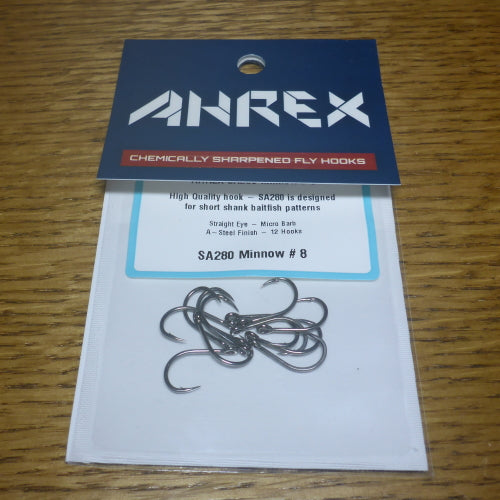 AHREX
CHEMICALLY SHARPENED FLY HOOKS
High Quality hook – SA280 is designed
for short shank baitfish patterns
Straight Eye – Micro Barb
A–Steel Finish – 12 Hooks
SA280 Minnow # 8